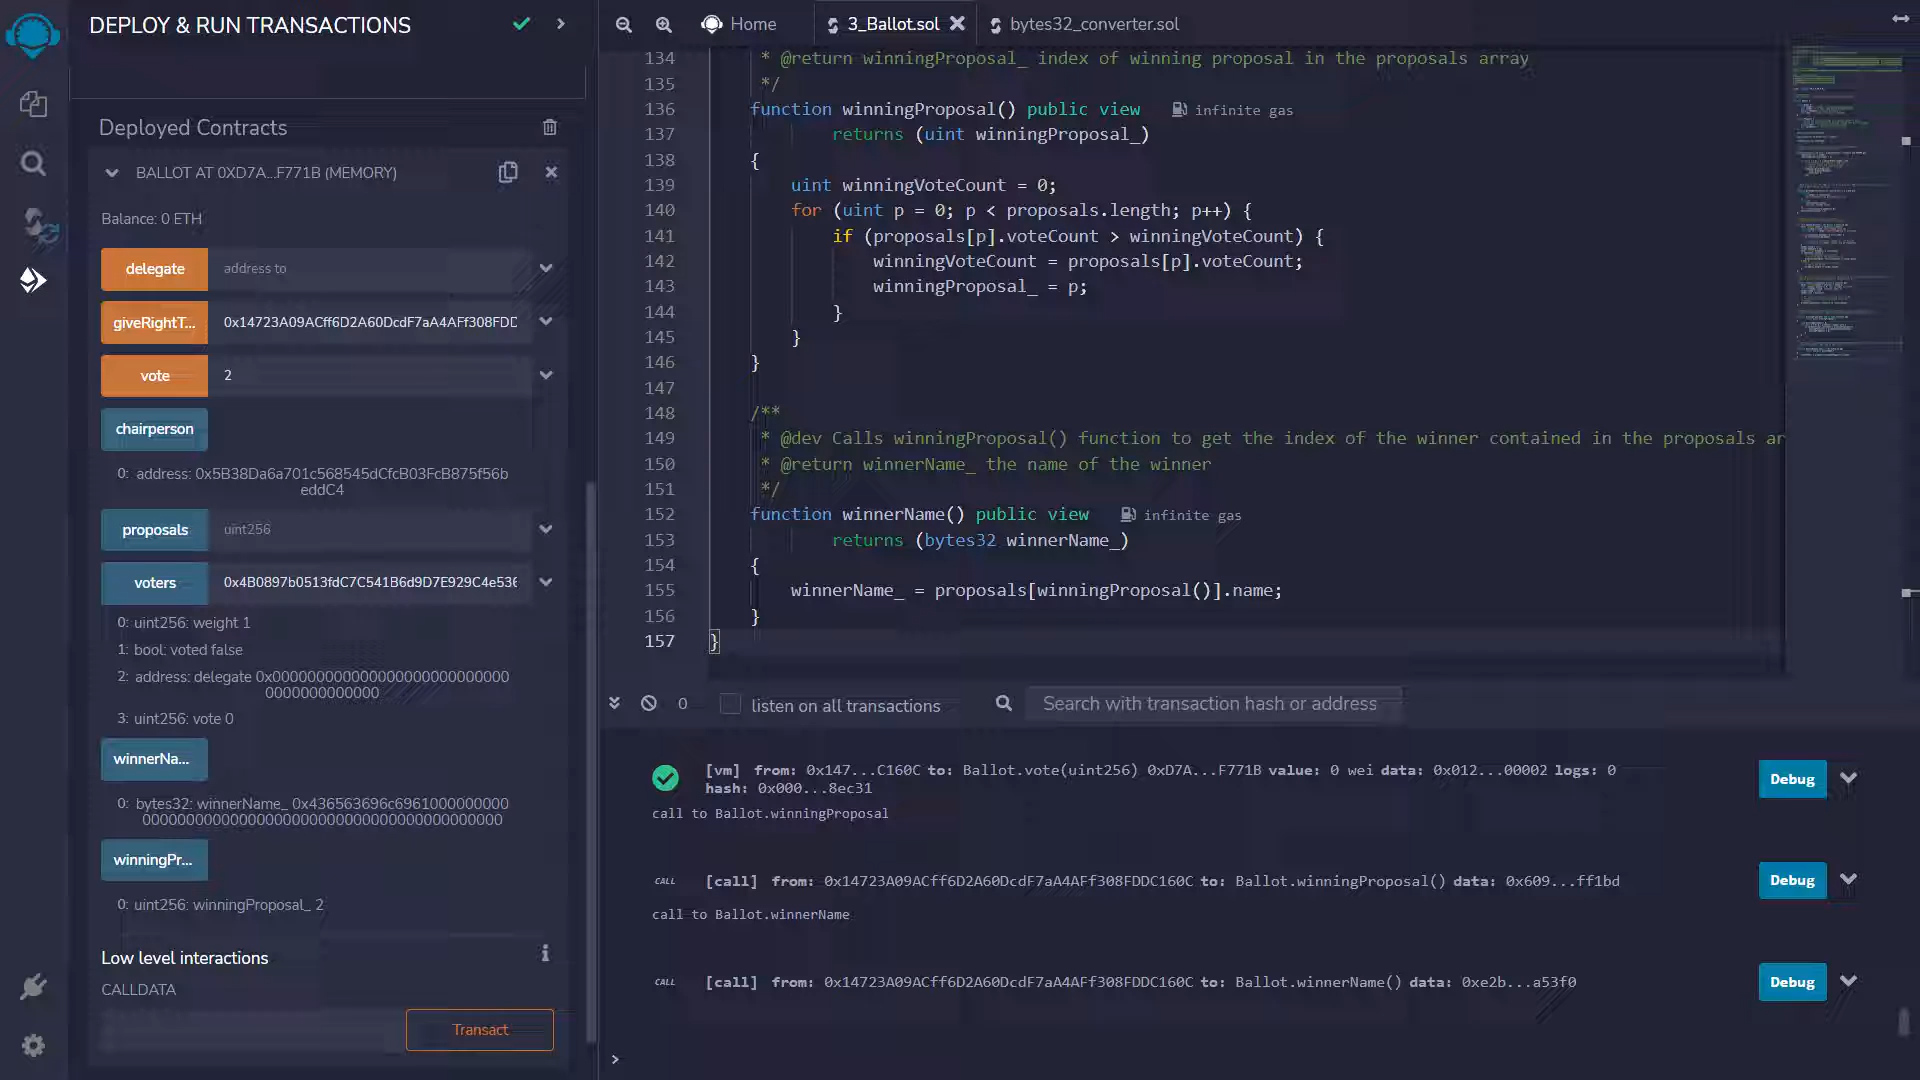 DEPLOY & RUN TRANSACTIONS
Deployed Contracts
BALLOT AT 0XD7A...F771B (MEMORY)
Balance: 0 ETH
delegate address to
giveRightT... 0x14723A09ACff6D2A60DcdF7aA4AFf308FDD
vote 2
chairperson
0: address: 0x5B38Da6a701c568545dCfcB03FcB875f56b
eddC4
proposals uint256
voters 0x4B0897b0513fdC7C541B6d9D7E929C4e536
0: uint256: weight 1
1: bool: voted false
2: address: delegate 0x000000000000000000000000000
0000000000000
3: uint256: vote 0
winnerNa...
0: bytes32: winnerName_ 0x436563696c6961000000000
000000000000000000000000000000000000000000
winningPr...
0: uint256: winningProposal_ 2
Low level interactions
CALLDATA
Transact
Home
3_Ballot.sol
bytes32_converter.sol
134 * @return winningProposal_ index of winning proposal in the proposals array
135 */
136 function winningProposal() public view infinite gas
137 returns (uint winningProposal_)
138 {
139 uint winningVoteCount = 0;
140 for (uint p = 0; p < proposals.length; p++) {
141 if (proposals[p].voteCount > winningVoteCount) {
142 winningVoteCount = proposals[p].voteCount;
143 winningProposal_ = p;
144 }
145 }
146 }
147
148 /**
149 * @dev Calls winningProposal() function to get the index of the winner contained in the proposals ar
150 * @return winnerName_ the name of the winner
151 */
152 function winnerName() public view infinite gas
153 returns (bytes32 winnerName_)
154 {
155 winnerName_ = proposals[winningProposal()].name;
156 }
157 }
0 listen on all transactions Search with transaction hash or address
[vm] from: 0x147...C160C to: Ballot.vote(uint256) 0xD7A...F771B value: 0 wei data: 0x012...00002 logs: 0
hash: 0x000...8ec31
Debug
call to Ballot.winningProposal
CALL [call] from: 0x14723A09ACff6D2A60DcdF7aA4AFf308FDDC160C to: Ballot.winningProposal() data: 0x609...ff1bd
Debug
call to Ballot.winnerName
CALL [call] from: 0x14723A09ACff6D2A60DcdF7aA4AFf308FDDC160C to: Ballot.winnerName() data: 0xe2b...a53f0
Debug
>